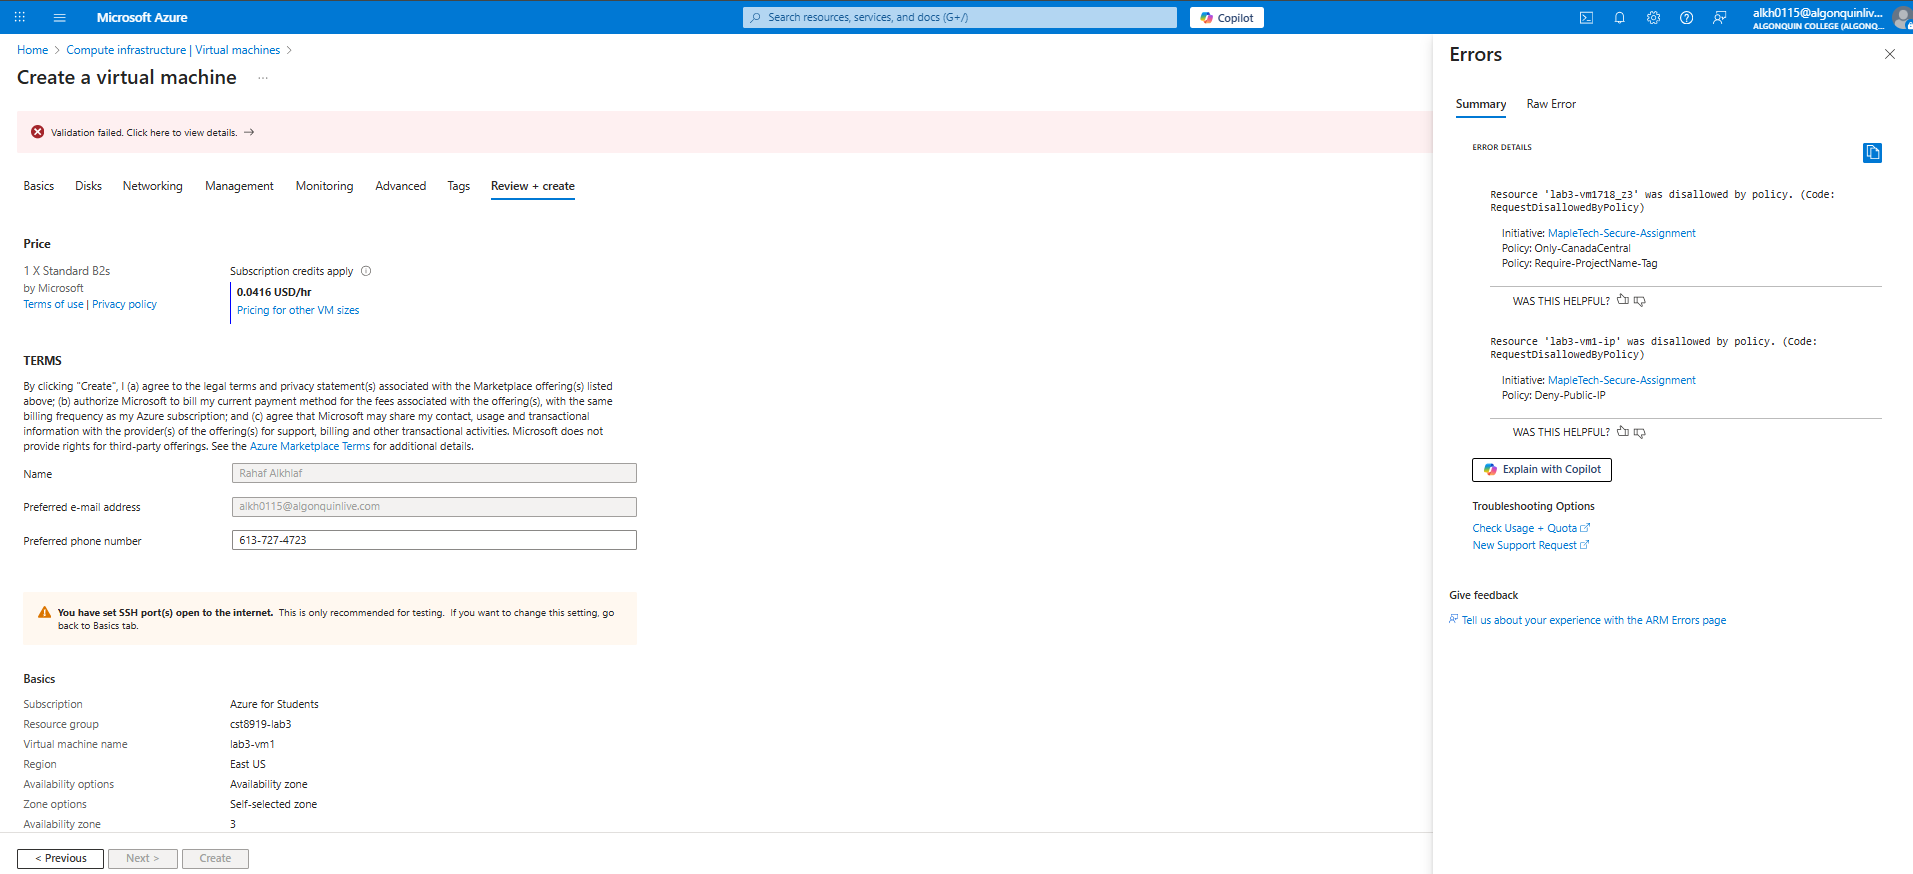 Microsoft Azure
Search resources, services, and docs (G+/)
Copilot
alkh0115@algonquinlive...
ALGONQUIN COLLEGE (ALGONQ...
Home > Compute infrastructure | Virtual machines >
Create a virtual machine ...
Validation failed. Click here to view details. →
Basics Disks Networking Management Monitoring Advanced Tags Review + create
Price
1 X Standard B2s
by Microsoft
Terms of use | Privacy policy
Subscription credits apply
0.0416 USD/hr
Pricing for other VM sizes
TERMS
By clicking "Create", I (a) agree to the legal terms and privacy statement(s) associated with the Marketplace offering(s) listed
above; (b) authorize Microsoft to bill my current payment method for the fees associated with the offering(s), with the same
billing frequency as my Azure subscription; and (c) agree that Microsoft may share my contact, usage and transactional
information with the provider(s) of the offering(s) for support, billing and other transactional activities. Microsoft does not
provide rights for third-party offerings. See the Azure Marketplace Terms for additional details.
Name Rahaf Alkhlaf
Preferred e-mail address alkh0115@algonquinlive.com
Preferred phone number 613-727-4723
You have set SSH port(s) open to the internet. This is only recommended for testing. If you want to change this setting, go
back to Basics tab.
Basics
Subscription Azure for Students
Resource group cst8919-lab3
Virtual machine name lab3-vm1
Region East US
Availability options Availability zone
Zone options Self-selected zone
Availability zone 3
< Previous Next > Create
Errors
Summary Raw Error
ERROR DETAILS
Resource 'lab3-vm1718_z3' was disallowed by policy. (Code:
RequestDisallowedByPolicy)
Initiative: MapleTech-Secure-Assignment
Policy: Only-CanadaCentral
Policy: Require-ProjectName-Tag
WAS THIS HELPFUL?
Resource 'lab3-vm1-ip' was disallowed by policy. (Code:
RequestDisallowedByPolicy)
Initiative: MapleTech-Secure-Assignment
Policy: Deny-Public-IP
WAS THIS HELPFUL?
Explain with Copilot
Troubleshooting Options
Check Usage + Quota
New Support Request
Give feedback
Tell us about your experience with the ARM Errors page